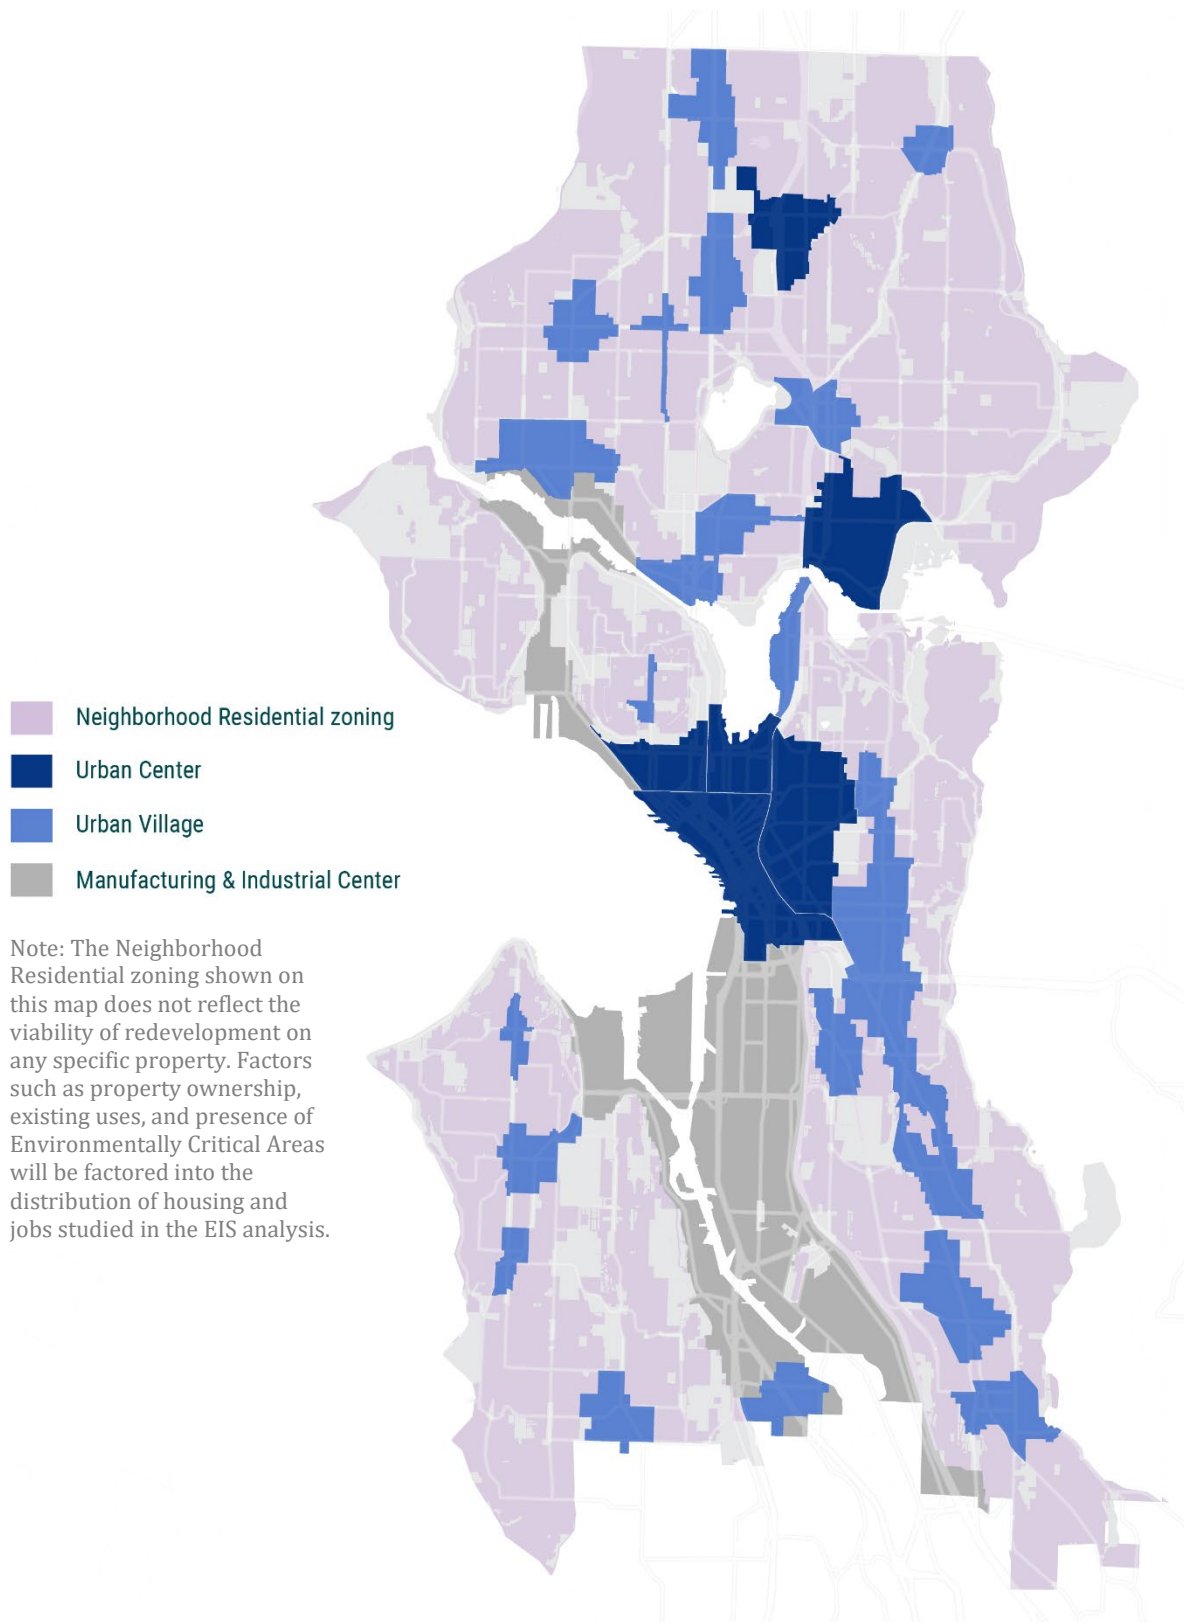 Neighborhood Residential zoning
Urban Center
Urban Village
Manufacturing & Industrial Center
Note: The Neighborhood
Residential zoning shown on
this map does not reflect the
viability of redevelopment on
any specific property. Factors
such as property ownership,
existing uses, and presence of
Environmentally Critical Areas
will be factored into the
distribution of housing and
jobs studied in the EIS analysis.